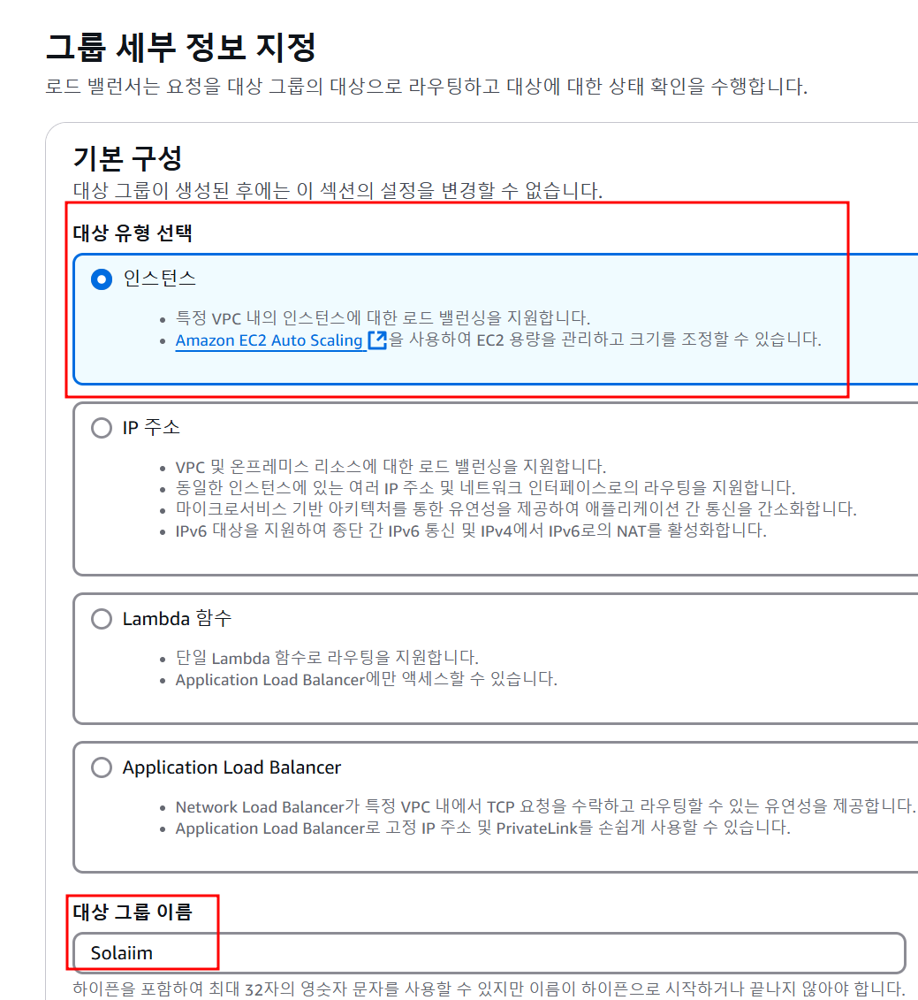 그룹 세부 정보 지정
로드 밸런서는 요청을 대상 그룹의 대상으로 라우팅하고 대상에 대한 상태 확인을 수행합니다.
기본 구성
대상 그룹이 생성된 후에는 이 섹션의 설정을 변경할 수 없습니다.
대상 유형 선택
인스턴스
• 특정 VPC 내의 인스턴스에 대한 로드 밸런싱을 지원합니다.
• Amazon EC2 Auto Scaling 을 사용하여 EC2 용량을 관리하고 크기를 조정할 수 있습니다.
IP 주소
• VPC 및 온프레미스 리소스에 대한 로드 밸런싱을 지원합니다.
• 동일한 인스턴스에 있는 여러 IP 주소 및 네트워크 인터페이스로의 라우팅을 지원합니다.
• 마이크로서비스 기반 아키텍처를 통한 유연성을 제공하여 애플리케이션 간 통신을 간소화합니다.
• IPv6 대상을 지원하여 종단 간 IPv6 통신 및 IPv4에서 IPv6로의 NAT를 활성화합니다.
Lambda 함수
• 단일 Lambda 함수로 라우팅을 지원합니다.
• Application Load Balancer에만 액세스할 수 있습니다.
Application Load Balancer
• Network Load Balancer가 특정 VPC 내에서 TCP 요청을 수락하고 라우팅할 수 있는 유연성을 제공합니다.
• Application Load Balancer로 고정 IP 주소 및 PrivateLink를 손쉽게 사용할 수 있습니다.
대상 그룹 이름
Solaiim
하이픈을 포함하여 최대 32자의 영숫자 문자를 사용할 수 있지만 이름이 하이픈으로 시작하거나 끝나지 않아야 합니다.